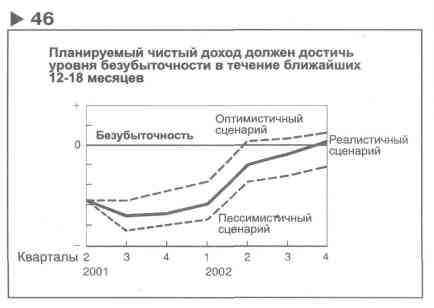 ▶ 46
Планируемый чистый доход должен достичь
уровня безубыточности в течение ближайших
12-18 месяцев
+
Оптимистичный
сценарий
Безубыточность
0
Реалистичный
сценарий
Пессимистичный
сценарий
–
Кварталы 2 3 4 1 2 3 4
2001 2002